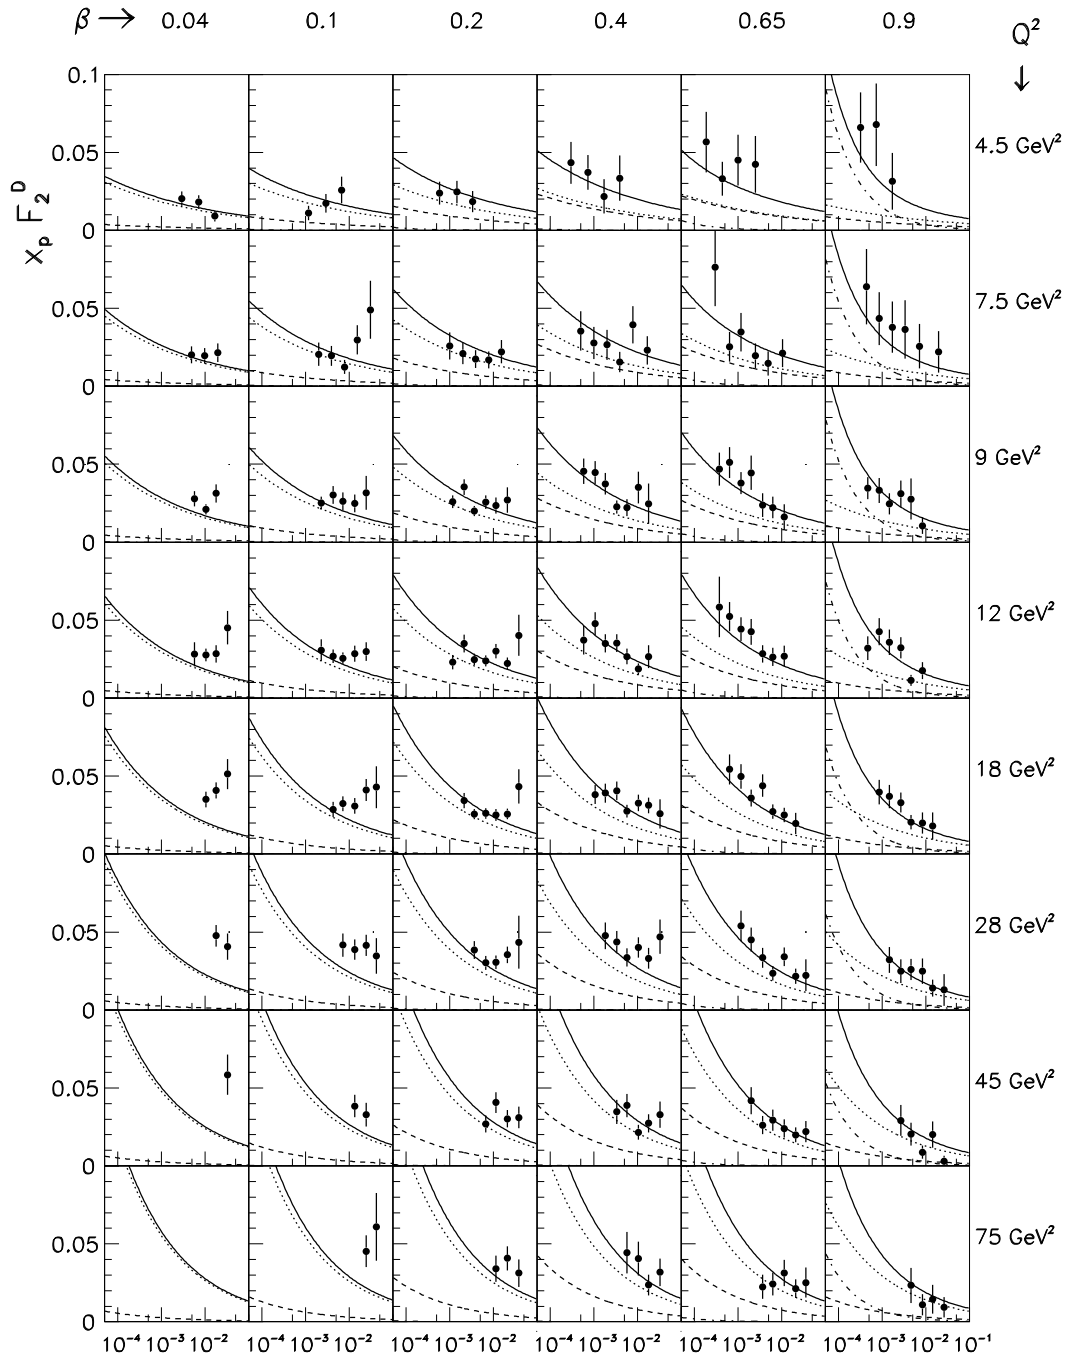 β → 0.04 0.1 0.2 0.4 0.65 0.9 Q²
↓
x_p F₂^D
0.1
0.05 4.5 GeV²
0
0.05 7.5 GeV²
0
0.05 9 GeV²
0
0.05 12 GeV²
0
0.05 18 GeV²
0
0.05 28 GeV²
0
0.05 45 GeV²
0
0.05 75 GeV²
0
10⁻⁴ 10⁻³ 10⁻² 10⁻⁴ 10⁻³ 10⁻² 10⁻⁴ 10⁻³ 10⁻² 10⁻⁴ 10⁻³ 10⁻² 10⁻⁴ 10⁻³ 10⁻² 10⁻⁴ 10⁻³ 10⁻² 10⁻¹